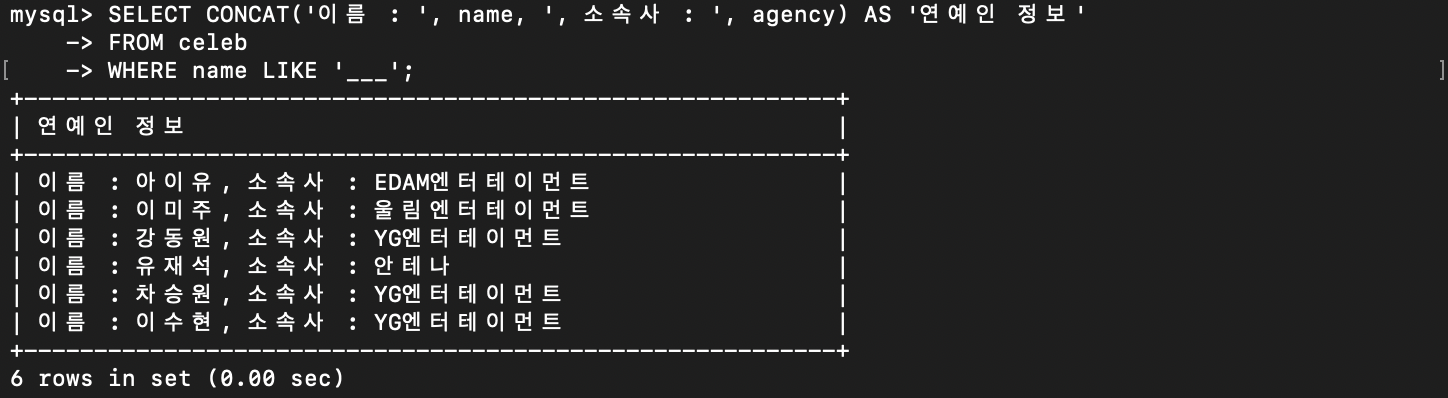 mysql> SELECT CONCAT('이름 : ', name, ', 소속사 : ', agency) AS '연예인 정보'
    -> FROM celeb
[    -> WHERE name LIKE '___';                                                                         ]
+----------------------------------------------------------+
| 연예인 정보                                               |
+----------------------------------------------------------+
| 이름 : 아이유, 소속사 : EDAM엔터테이먼트                  |
| 이름 : 이미주, 소속사 : 울림엔터테이먼트                  |
| 이름 : 강동원, 소속사 : YG엔터테이먼트                    |
| 이름 : 유재석, 소속사 : 안테나                            |
| 이름 : 차승원, 소속사 : YG엔터테이먼트                    |
| 이름 : 이수현, 소속사 : YG엔터테이먼트                    |
+----------------------------------------------------------+
6 rows in set (0.00 sec)